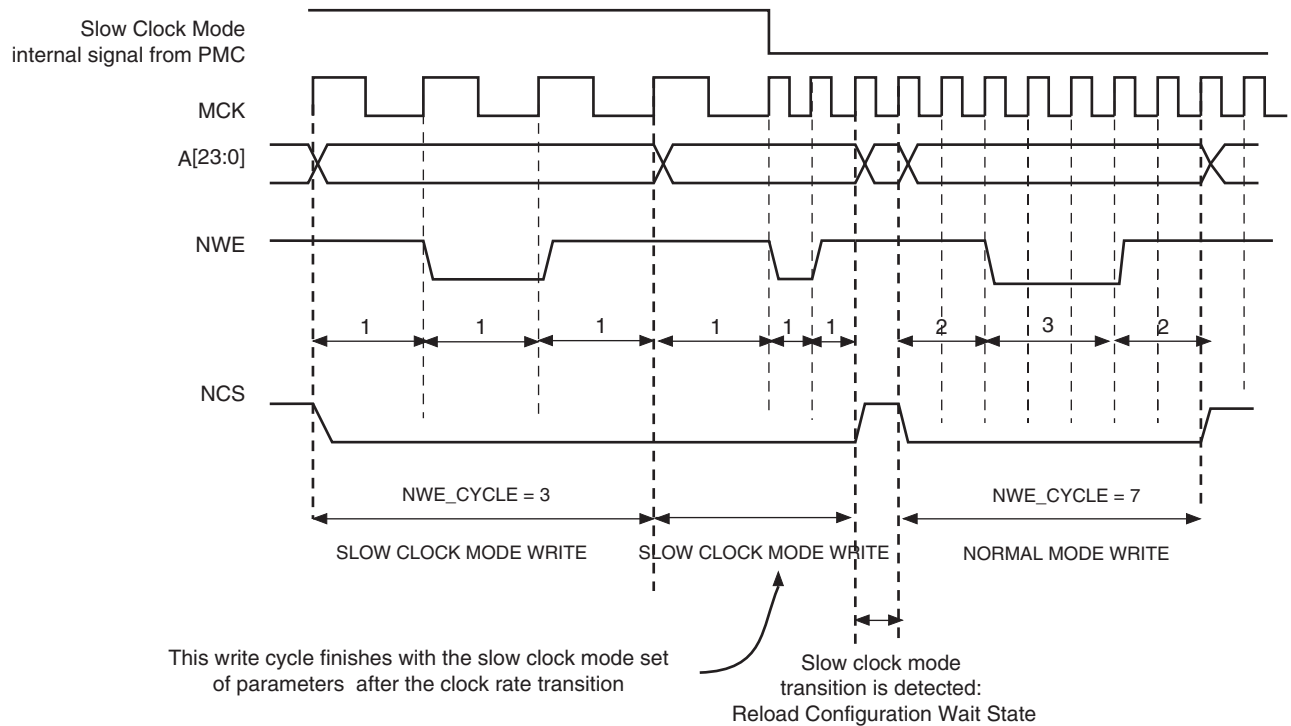 Slow Clock Mode
internal signal from PMC
MCK
A[23:0]
NWE
1 1 1 1 1 1 2 3 2
NCS
NWE_CYCLE = 3 NWE_CYCLE = 7
SLOW CLOCK MODE WRITE SLOW CLOCK MODE WRITE NORMAL MODE WRITE
This write cycle finishes with the slow clock mode set
of parameters after the clock rate transition
Slow clock mode
transition is detected:
Reload Configuration Wait State